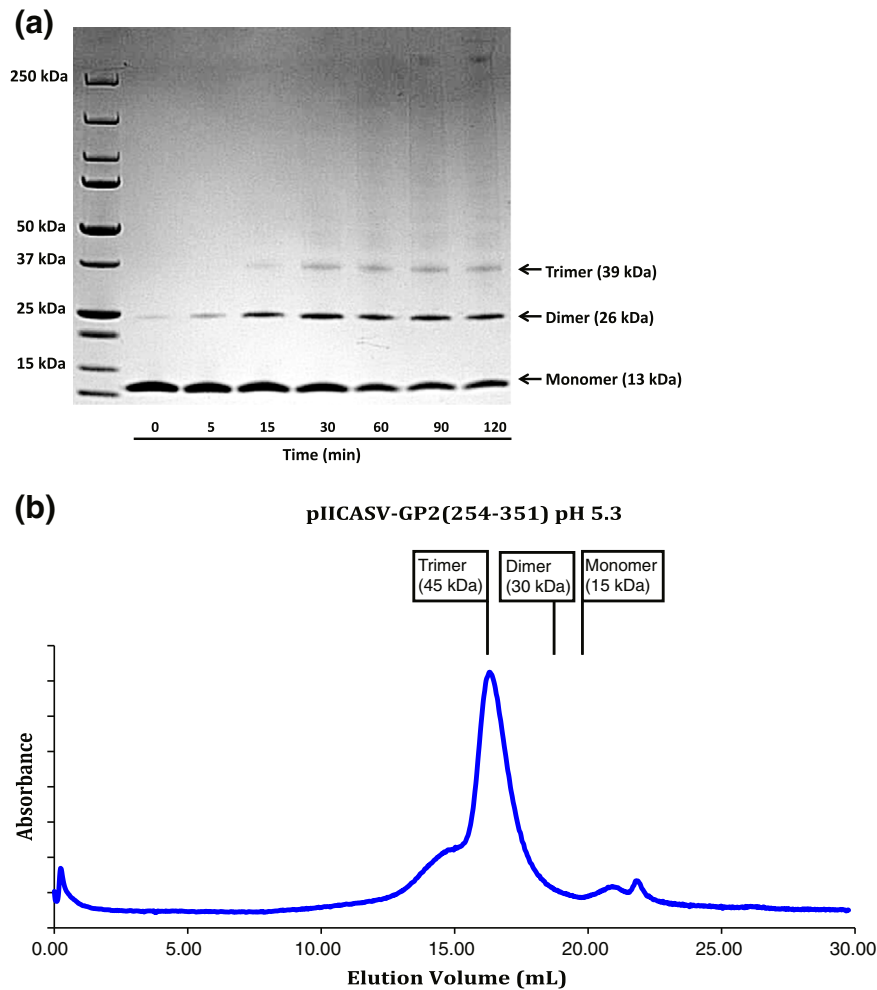 (a)
250 kDa
50 kDa
37 kDa
25 kDa
15 kDa
Trimer (39 kDa)
Dimer (26 kDa)
Monomer (13 kDa)
0 5 15 30 60 90 120
Time (min)
(b)
pIICASV-GP2(254-351) pH 5.3
Trimer
(45 kDa)
Dimer
(30 kDa)
Monomer
(15 kDa)
Absorbance
0.00 5.00 10.00 15.00 20.00 25.00 30.00
Elution Volume (mL)